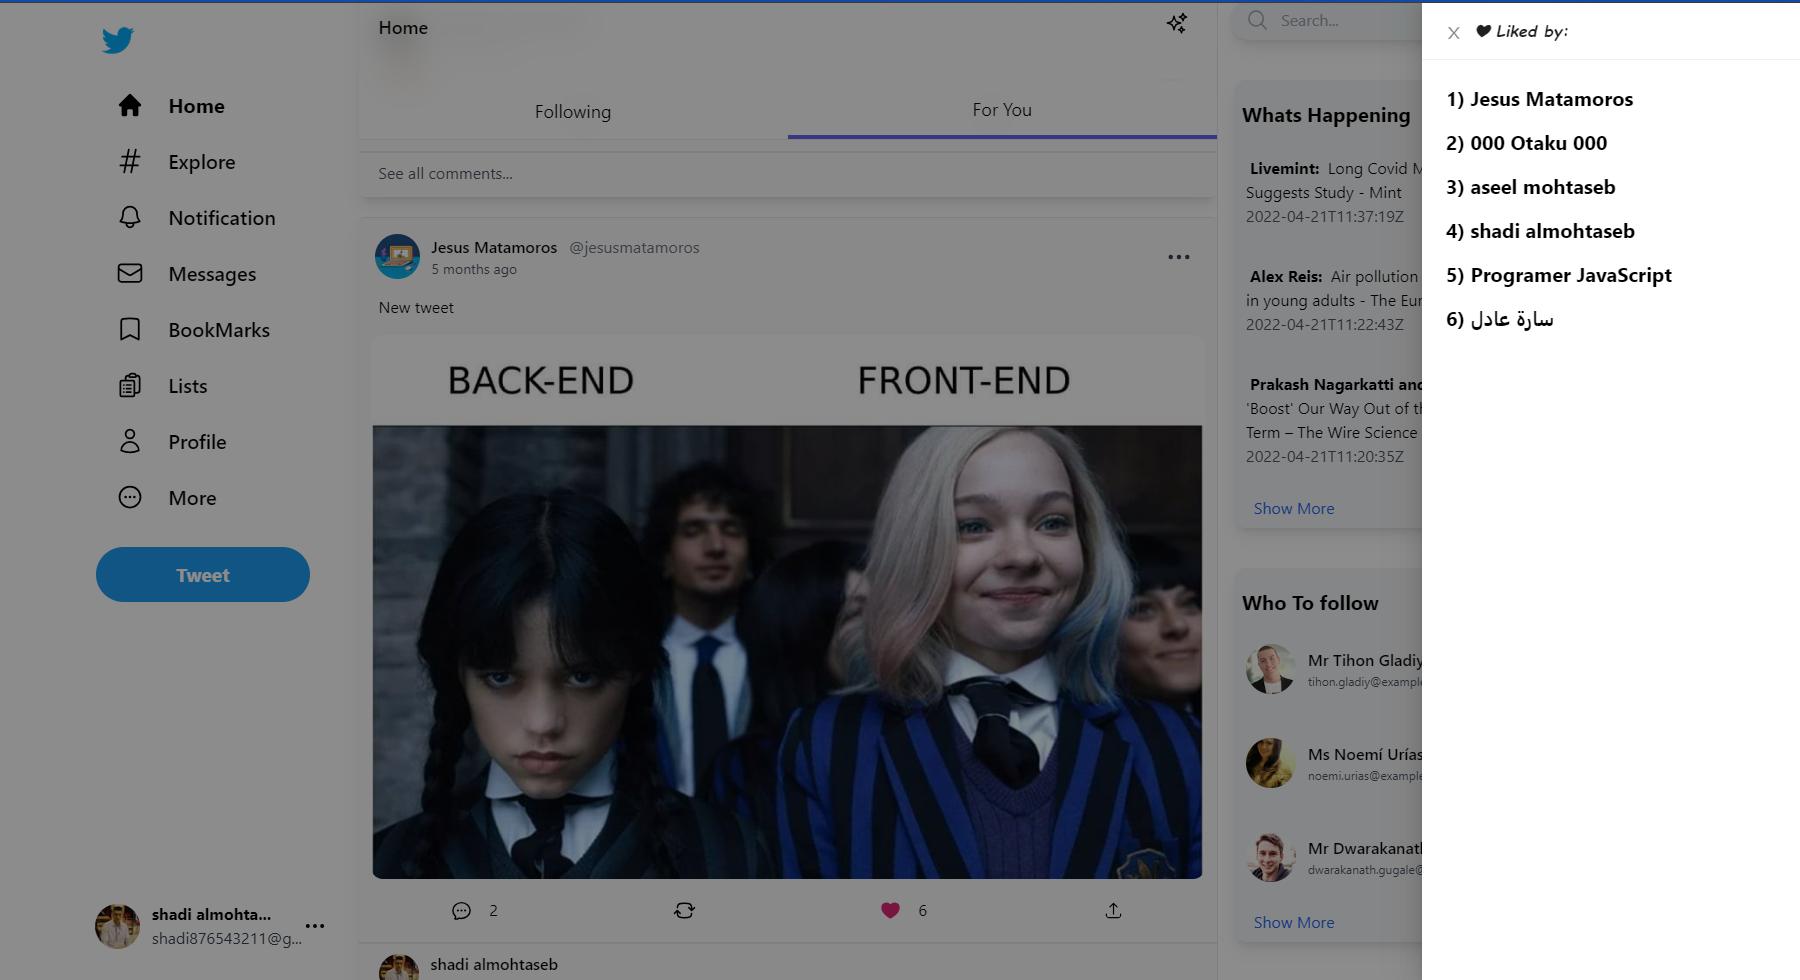 Home
Explore
Notification
Messages
BookMarks
Lists
Profile
More
Tweet
shadi almohta...
shadi876543211@g...
Home
Following
For You
See all comments...
Jesus Matamoros @jesusmatamoros
5 months ago
New tweet
BACK-END FRONT-END
2
6
shadi almohtaseb
Search...
Whats Happening
Livemint: Long Covid
Suggests Study - Mint
2022-04-21T11:37:19Z
Alex Reis: Air pollution
in young adults - The
2022-04-21T11:22:43Z
Prakash Nagarkatti
'Boost' Our Way Out of
Term – The Wire Science
2022-04-21T11:20:35Z
Show More
Who To follow
Mr Tihon Gladiy
tihon.gladiy@example
Ms Noemí Urías
noemi.urias@example
Mr Dwarakanath
dwarakanath.gugale@
Show More
X Liked by:
1) Jesus Matamoros
2) 000 Otaku 000
3) aseel mohtaseb
4) shadi almohtaseb
5) Programer JavaScript
6) سارة عادل